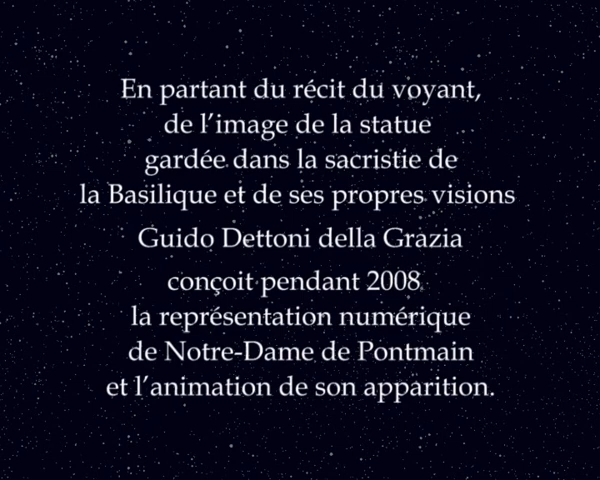 En partant du récit du voyant,
de l’image de la statue
gardée dans la sacristie de
la Basilique et de ses propres visions
Guido Dettoni della Grazia
conçoit pendant 2008
la représentation numérique
de Notre-Dame de Pontmain
et l’animation de son apparition.